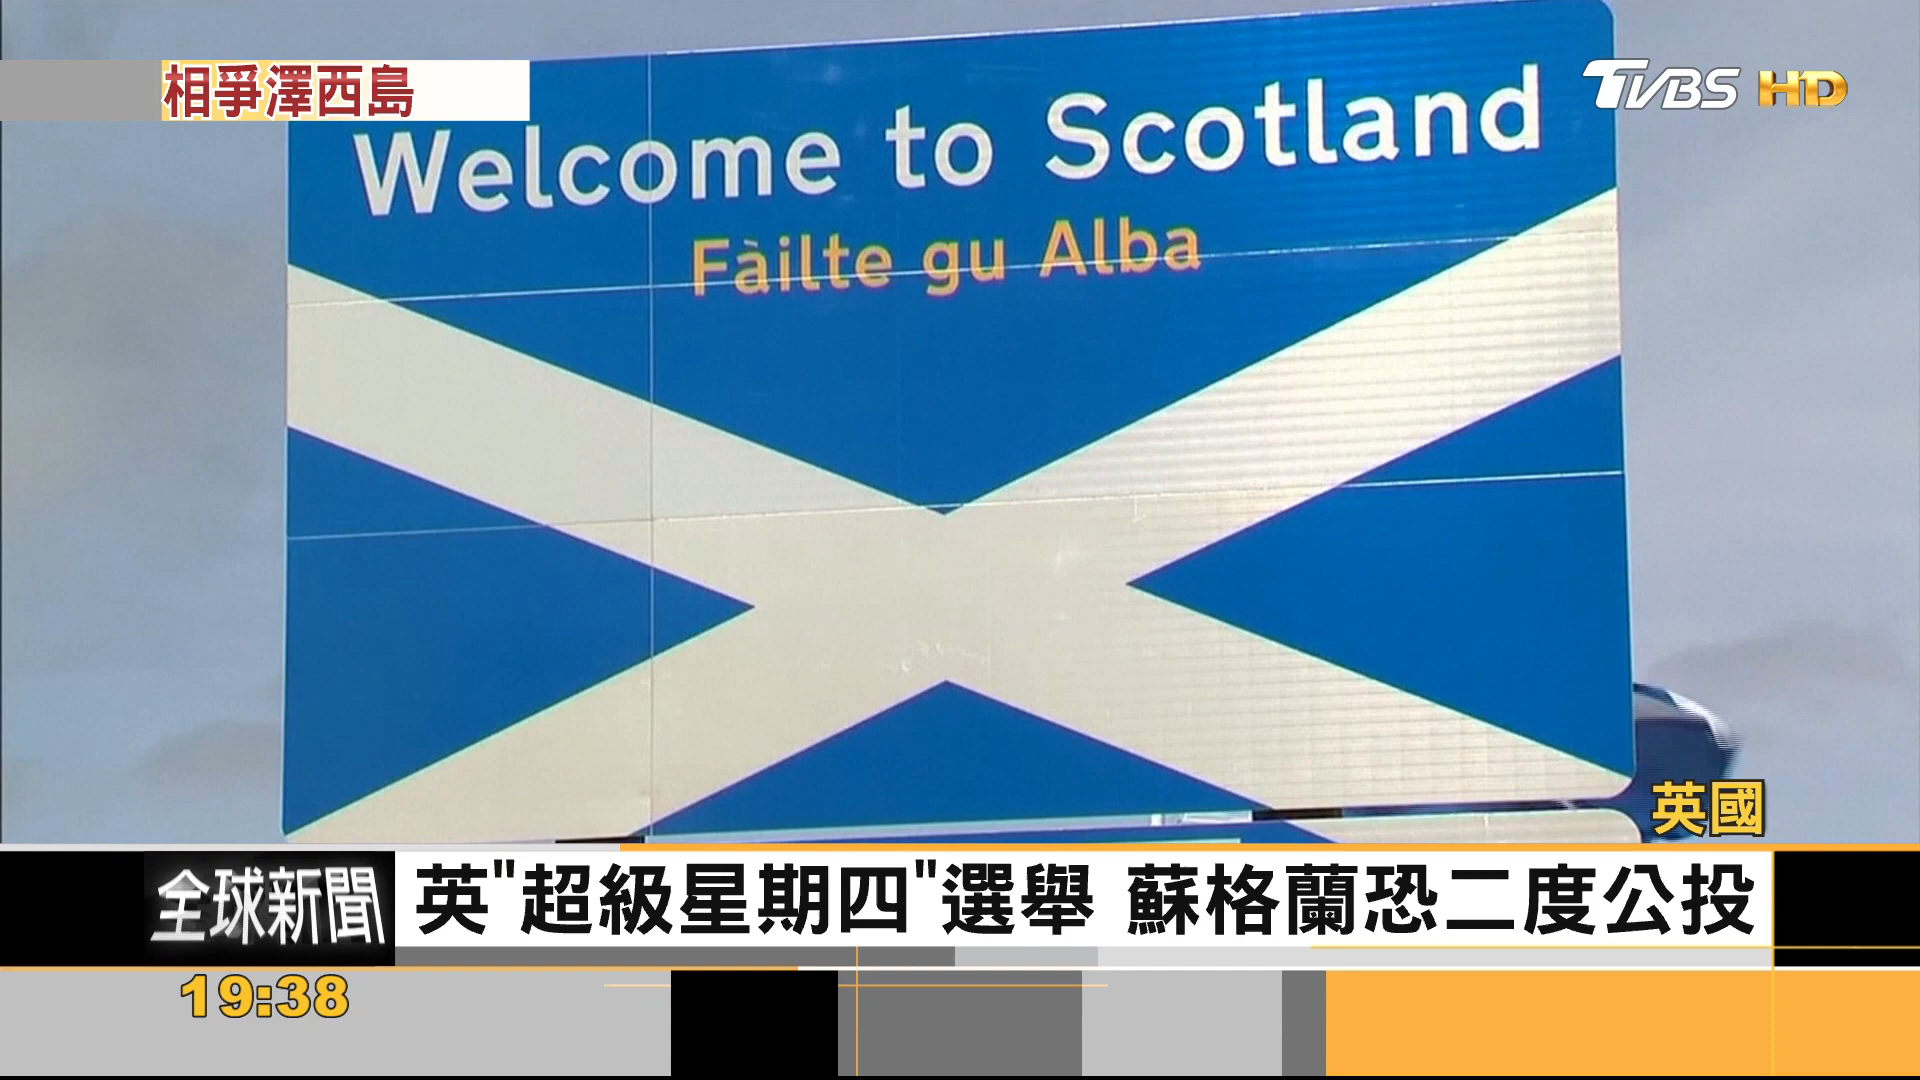 相爭澤西島
TVBS HD
Welcome to Scotland
Fàilte gu Alba
英國
全球新聞
英"超級星期四"選舉 蘇格蘭恐二度公投
19:38